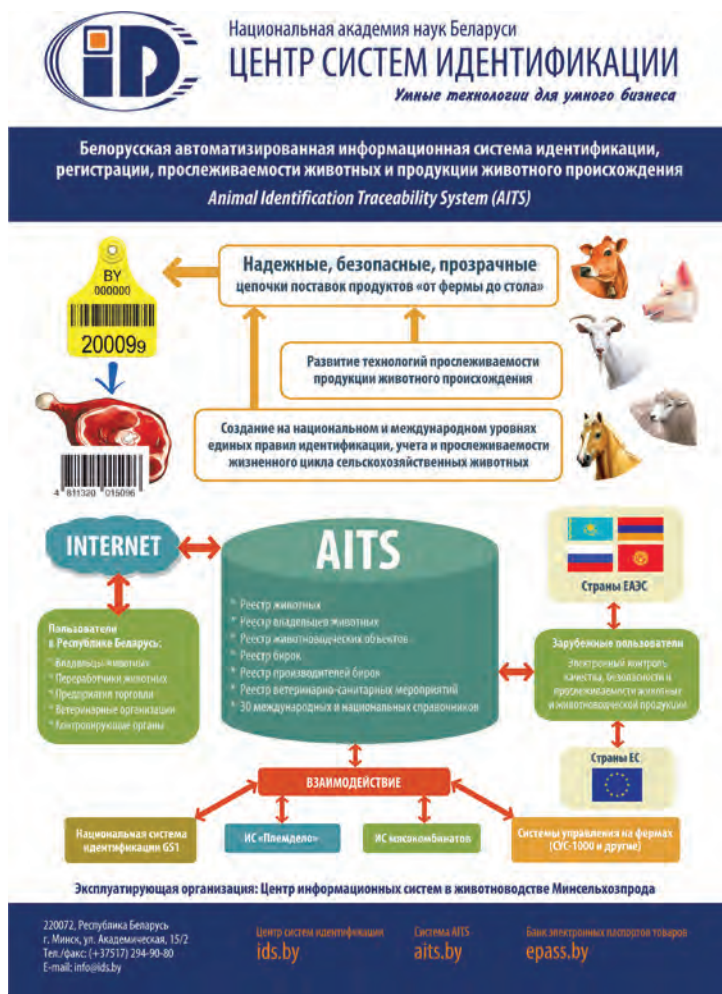 iD
Национальная академия наук Беларуси
ЦЕНТР СИСТЕМ ИДЕНТИФИКАЦИИ
Умные технологии для умного бизнеса
Белорусская автоматизированная информационная система идентификации,
регистрации, прослеживаемости животных и продукции животного происхождения
Animal Identification Traceability System (AITS)
BY
000000
200099
Надежные, безопасные, прозрачные
цепочки поставок продуктов «от фермы до стола»
Развитие технологий прослеживаемости
продукции животного происхождения
Создание на национальном и международном уровнях
единых правил идентификации, учета и прослеживаемости
жизненного цикла сельскохозяйственных животных
4 811320 015096
INTERNET
AITS
* Реестр животных
* Реестр владельцев животных
* Реестр животноводческих объектов
* Реестр бирок
* Реестр производителей бирок
* Реестр ветеринарно-санитарных мероприятий
* 30 международных и национальных справочников
Пользователи
в Республике Беларусь:
* Владельцы животных
* Переработчики животных
* Предприятия торговли
* Ветеринарные организации
* Контролирующие органы
Страны ЕАЭС
Зарубежные пользователи
Электронный контроль
качества, безопасности и
прослеживаемости животных
и животноводческой продукции
Страны ЕС
ВЗАИМОДЕЙСТВИЕ
Национальная система
идентификации GS1
ИС «Племдело»
ИС мясокомбинатов
Системы управления на фермах
(СУС-1000 и другие)
Эксплуатирующая организация: Центр информационных систем в животноводстве Минсельхозпрода
220072, Республика Беларусь
г. Минск, ул. Академическая, 15/2
Тел./факс: (+37517) 294-90-80
E-mail: info@ids.by
Центр систем идентификации
ids.by
Система AITS
aits.by
Банк электронных паспортов товаров
epass.by